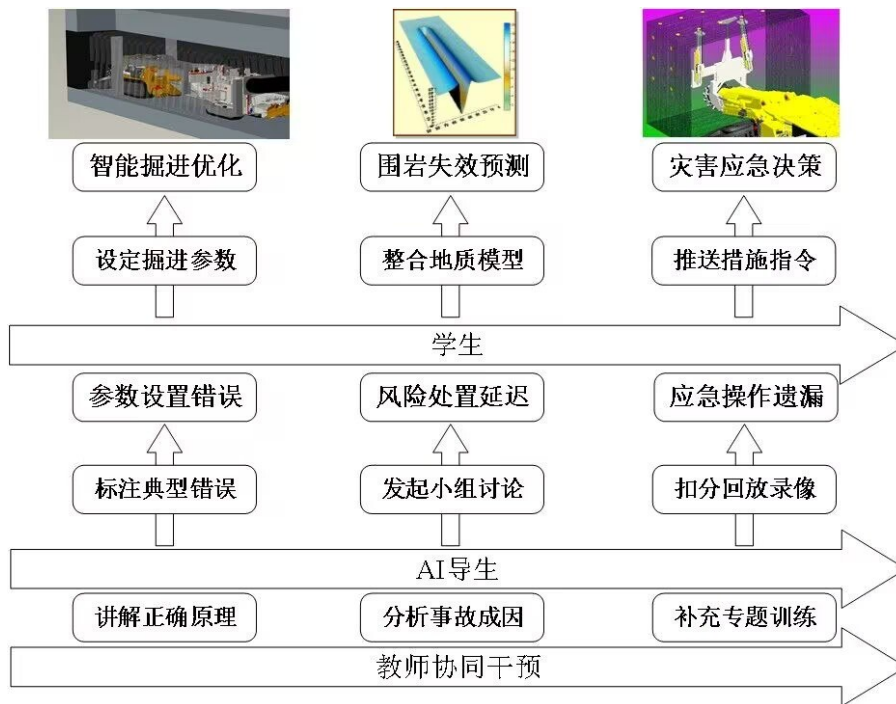 智能掘进优化 围岩失效预测 灾害应急决策
设定掘进参数 整合地质模型 推送措施指令
学生
参数设置错误 风险处置延迟 应急操作遗漏
标注典型错误 发起小组讨论 扣分回放录像
AI导生
讲解正确原理 分析事故成因 补充专题训练
教师协同干预